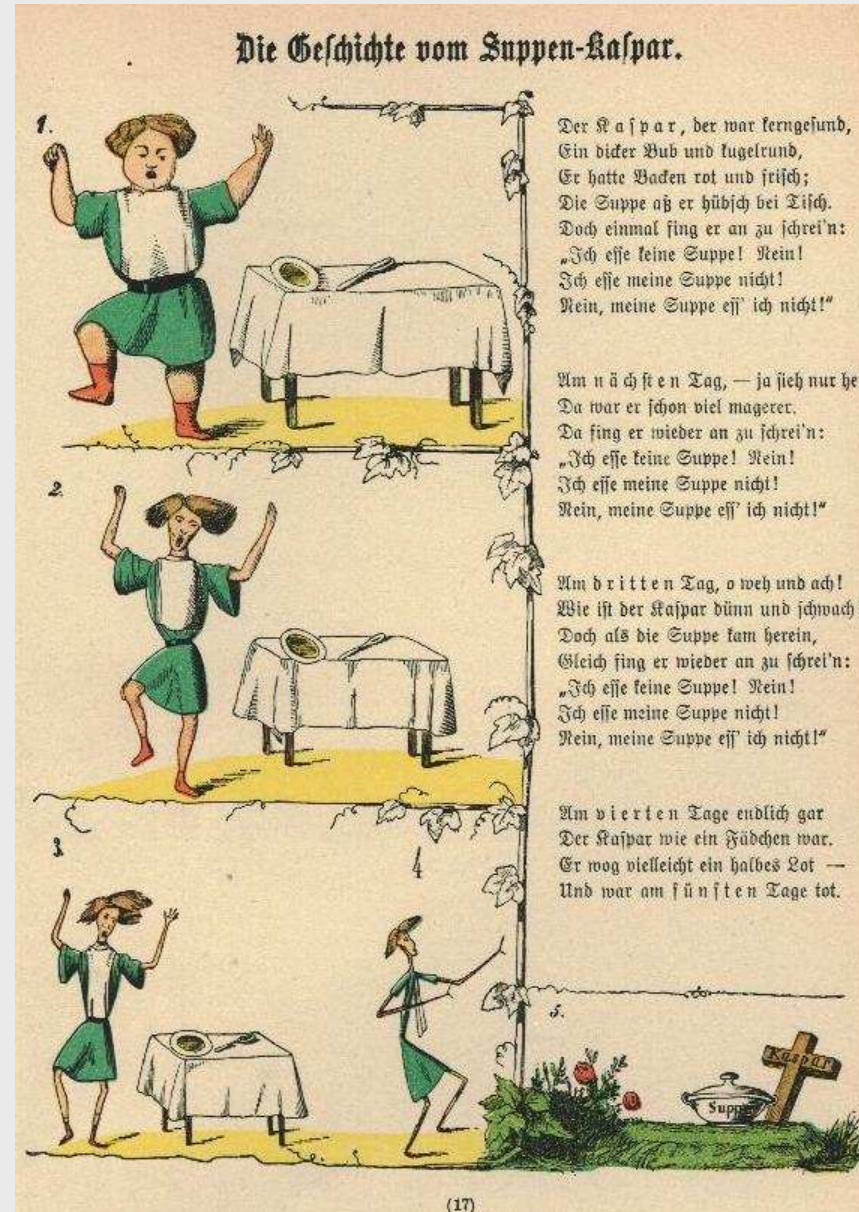 Die Geschichte vom Suppen-Kaspar.
1.
Der Kaspar, der war kerngesund,
Ein dicker Bub und kugelrund,
Er hatte Backen rot und frisch;
Die Suppe aß er hübsch bei Tisch.
Doch einmal fing er an zu schrei'n:
„Ich esse keine Suppe! Nein!
Ich esse meine Suppe nicht!
Nein, meine Suppe ess' ich nicht!“
2.
Am nächsten Tag, — ja sieh nur he
Da war er schon viel magerer.
Da fing er wieder an zu schrei'n:
„Ich esse keine Suppe! Nein!
Ich esse meine Suppe nicht!
Nein, meine Suppe ess' ich nicht!“
Am dritten Tag, o weh und ach!
Wie ist der Kaspar dünn und schwach
Doch als die Suppe kam herein,
Gleich fing er wieder an zu schrei'n:
„Ich esse keine Suppe! Nein!
Ich esse meine Suppe nicht!
Nein, meine Suppe ess' ich nicht!“
3.
4
Am vierten Tage endlich gar
Der Kaspar wie ein Fädchen war.
Er wog vielleicht ein halbes Lot —
Und war am fünften Tage tot.
5.
Kaspar
Suppe
(17)